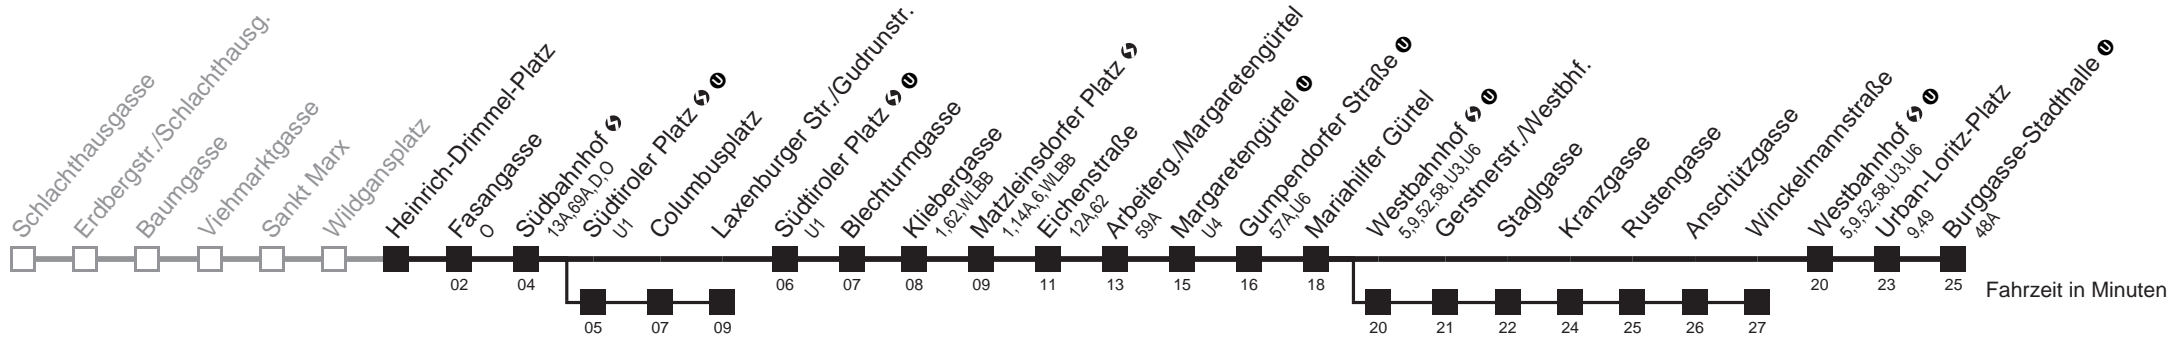 Schlachthausgasse
Erdbergstr./Schlachthausg.
Baumgasse
Viehmarktgasse
Sankt Marx
Wildgansplatz
Heinrich-Drimmel-Platz
Fasangasse
O
02
Südbahnhof
13A,69A,D,O
04
Südtiroler Platz U
U1
05
Columbusplatz
07
Laxenburger Str./Gudrunstr.
09
Südtiroler Platz U
U1
06
Blechturmgasse
07
Kliebergasse
1,62,WLBB
08
Matzleinsdorfer Platz
1,14A,6,WLBB
09
Eichenstraße
12A,62
11
Arbeiterg./Margaretengürtel
59A
13
Margaretengürtel U
U4
15
Gumpendorfer Straße U
57A,U6
16
Mariahilfer Gürtel
18
Westbahnhof U
5,9,52,58,U3,U6
20
Gerstnerstr./Westbhf.
21
Staglgasse
22
Kranzgasse
24
Rustengasse
25
Anschützgasse
26
Winckelmannstraße
27
Westbahnhof U
5,9,52,58,U3,U6
20
Urban-Loritz-Platz
9,49
23
Burggasse-Stadthalle U
48A
25
Fahrzeit in Minuten